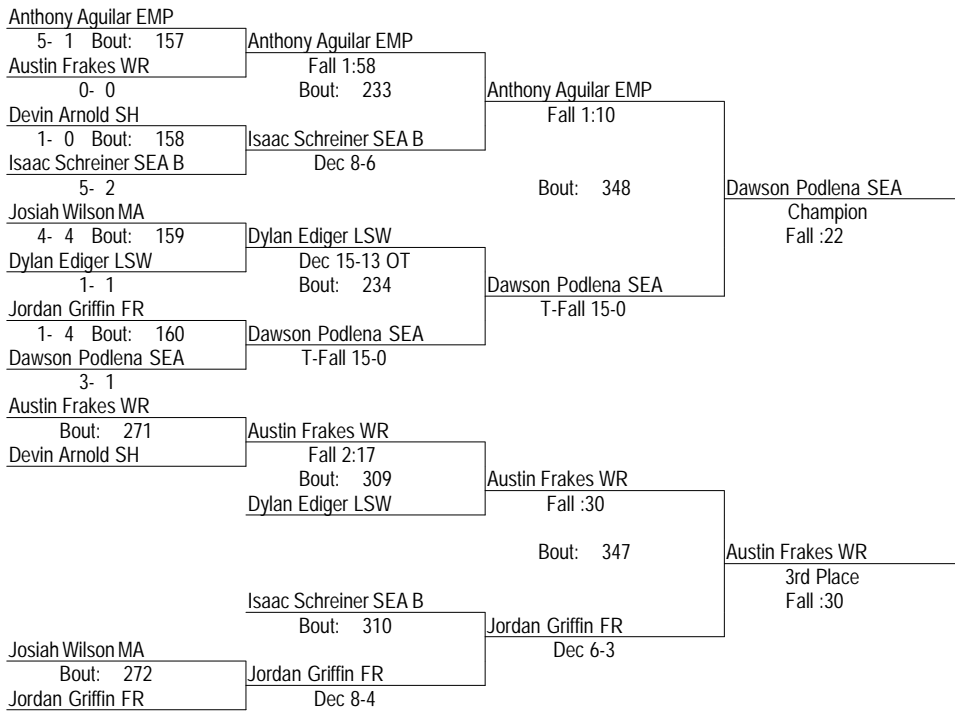 Anthony Aguilar EMP
5- 1 Bout: 157
Austin Frakes WR
0- 0
Devin Arnold SH
1- 0 Bout: 158
Isaac Schreiner SEA B
5- 2
Josiah Wilson MA
4- 4 Bout: 159
Dylan Ediger LSW
1- 1
Jordan Griffin FR
1- 4 Bout: 160
Dawson Podlena SEA
3- 1
Anthony Aguilar EMP
Fall 1:58
Bout: 233
Isaac Schreiner SEA B
Dec 8-6
Dylan Ediger LSW
Dec 15-13 OT
Bout: 234
Dawson Podlena SEA
T-Fall 15-0
Anthony Aguilar EMP
Fall 1:10
Bout: 348
Dawson Podlena SEA
T-Fall 15-0
Dawson Podlena SEA
Champion
Fall :22
Austin Frakes WR
Bout: 271
Devin Arnold SH
Austin Frakes WR
Fall 2:17
Bout: 309
Dylan Ediger LSW
Isaac Schreiner SEA B
Bout: 310
Josiah Wilson MA
Bout: 272
Jordan Griffin FR
Jordan Griffin FR
Dec 8-4
Austin Frakes WR
Fall :30
Bout: 347
Jordan Griffin FR
Dec 6-3
Austin Frakes WR
3rd Place
Fall :30